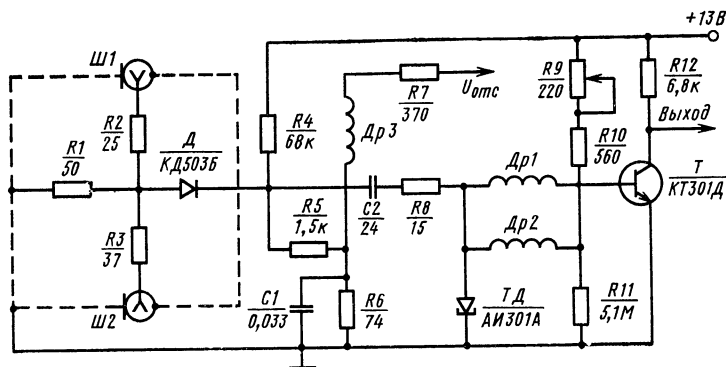 +13В
Ш1
R1
50
R2
25
Д
КД503Б
R3
37
Ш2
R4
68к
R5
1,5к
C1
0,033
R6
74
Др3
R7
370
Uотс
C2
24
R8
15
Др1
Др2
ТД
АИ301А
R9
220
R10
560
R11
5,1М
R12
6,8к
Выход
Т
КТ301Д